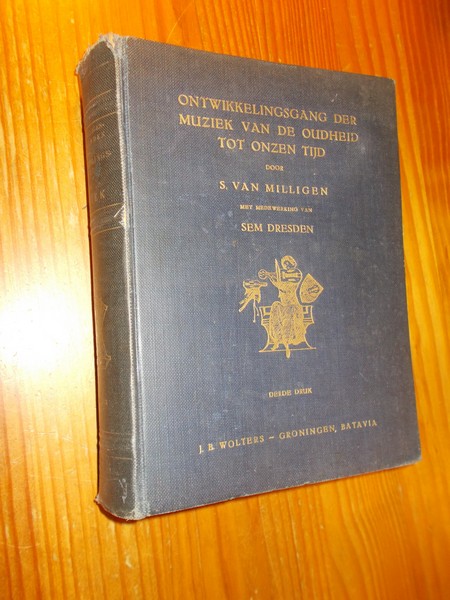 ONTWIKKELINGSGANG DER
MUZIEK VAN DE OUDHEID
TOT ONZEN TIJD
DOOR
S. VAN MILLIGEN
MET MEDEWERKING VAN
SEM DRESDEN
DERDE DRUK
J. B. WOLTERS – GRONINGEN, BATAVIA